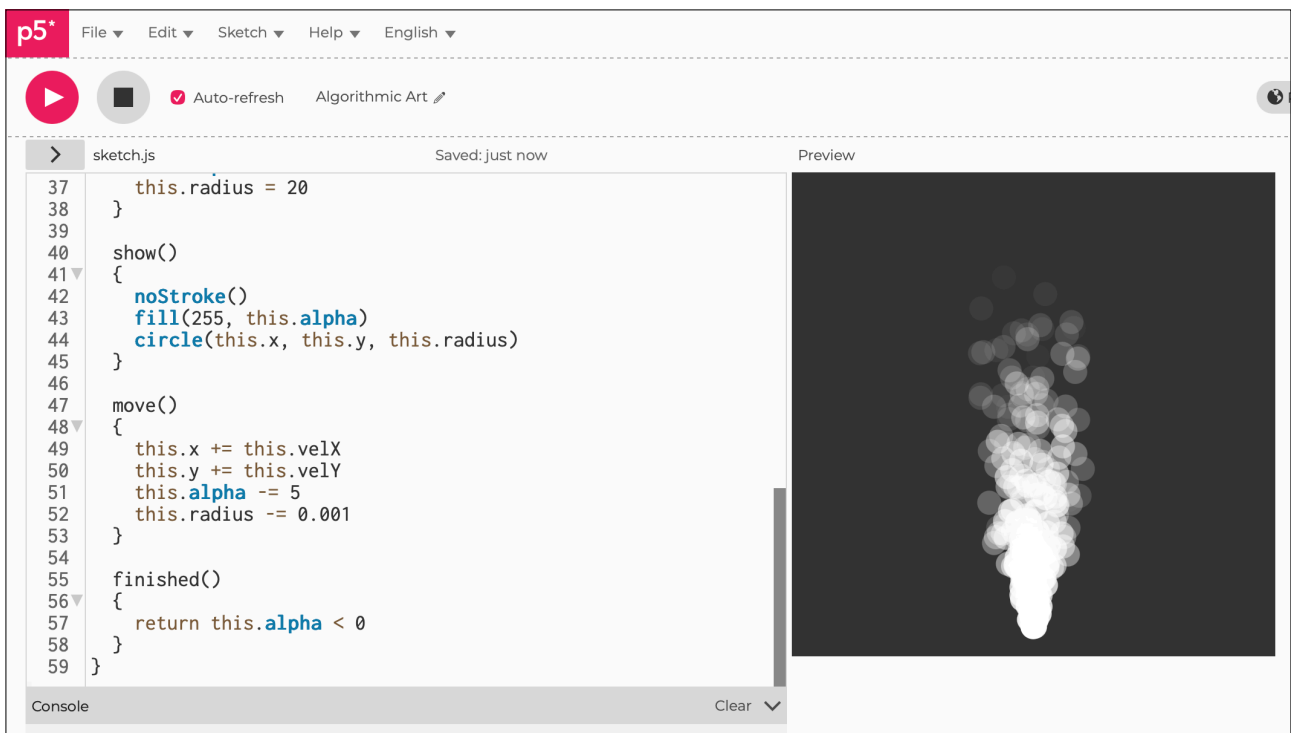 p5* File Edit Sketch Help English
Auto-refresh Algorithmic Art
sketch.js Saved: just now Preview
37 this.radius = 20
38 }
39
40 show()
41 {
42 noStroke()
43 fill(255, this.alpha)
44 circle(this.x, this.y, this.radius)
45 }
46
47 move()
48 {
49 this.x += this.velX
50 this.y += this.velY
51 this.alpha -= 5
52 this.radius -= 0.001
53 }
54
55 finished()
56 {
57 return this.alpha < 0
58 }
59 }
Console Clear